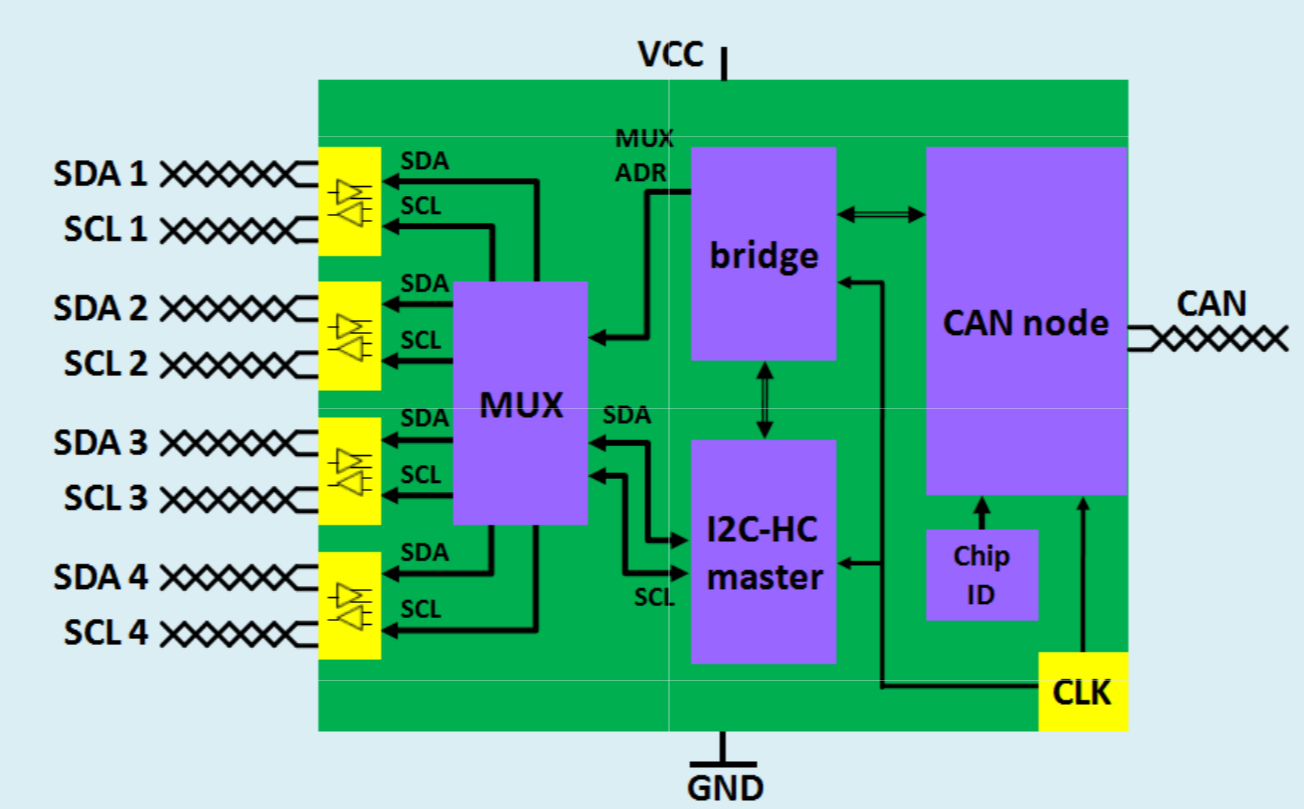 VCC
MUX
ADR
SDA 1
SCL 1
SDA
SCL
SDA 2
SCL 2
SDA
SCL
SDA 3
SCL 3
SDA
SCL
SDA 4
SCL 4
SDA
SCL
MUX
SDA
SCL
bridge
I2C-HC
master
CAN node
CAN
Chip
ID
CLK
GND